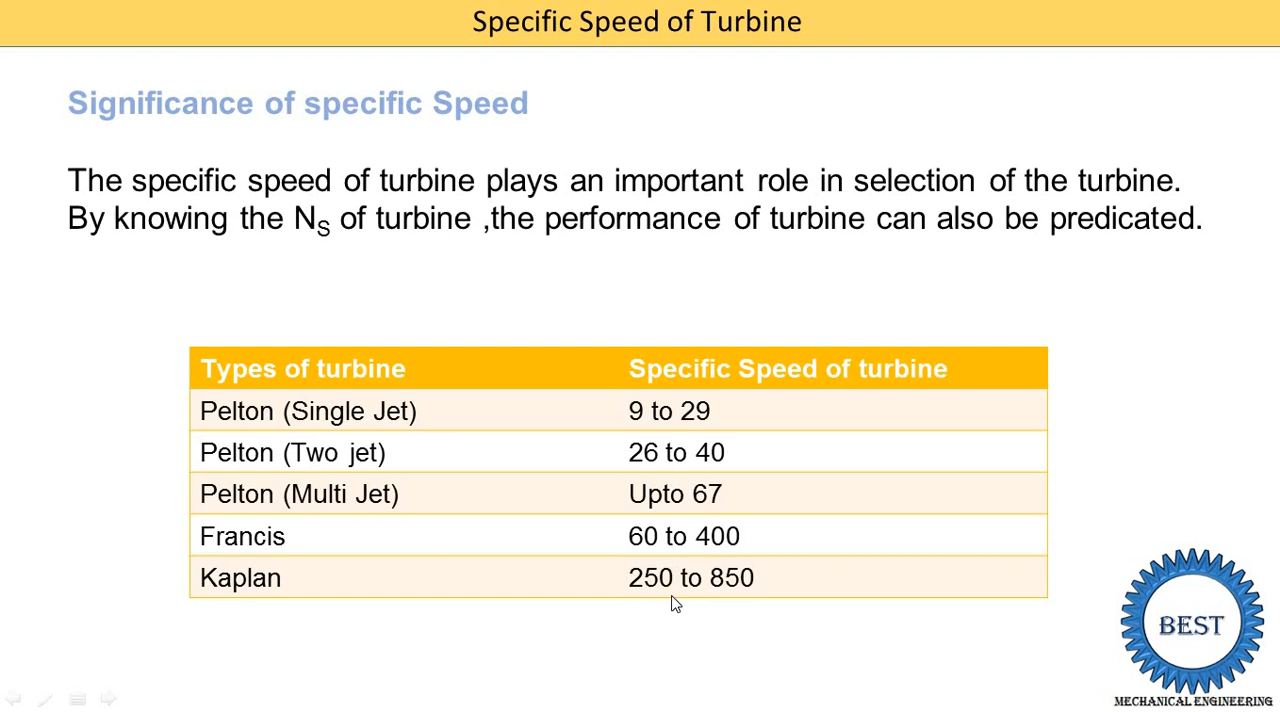 Specific Speed of Turbine
Significance of specific Speed
The specific speed of turbine plays an important role in selection of the turbine.
By knowing the NS of turbine ,the performance of turbine can also be predicated.
Types of turbine Specific Speed of turbine
Pelton (Single Jet) 9 to 29
Pelton (Two jet) 26 to 40
Pelton (Multi Jet) Upto 67
Francis 60 to 400
Kaplan 250 to 850
BEST
MECHANICAL ENGINEERING